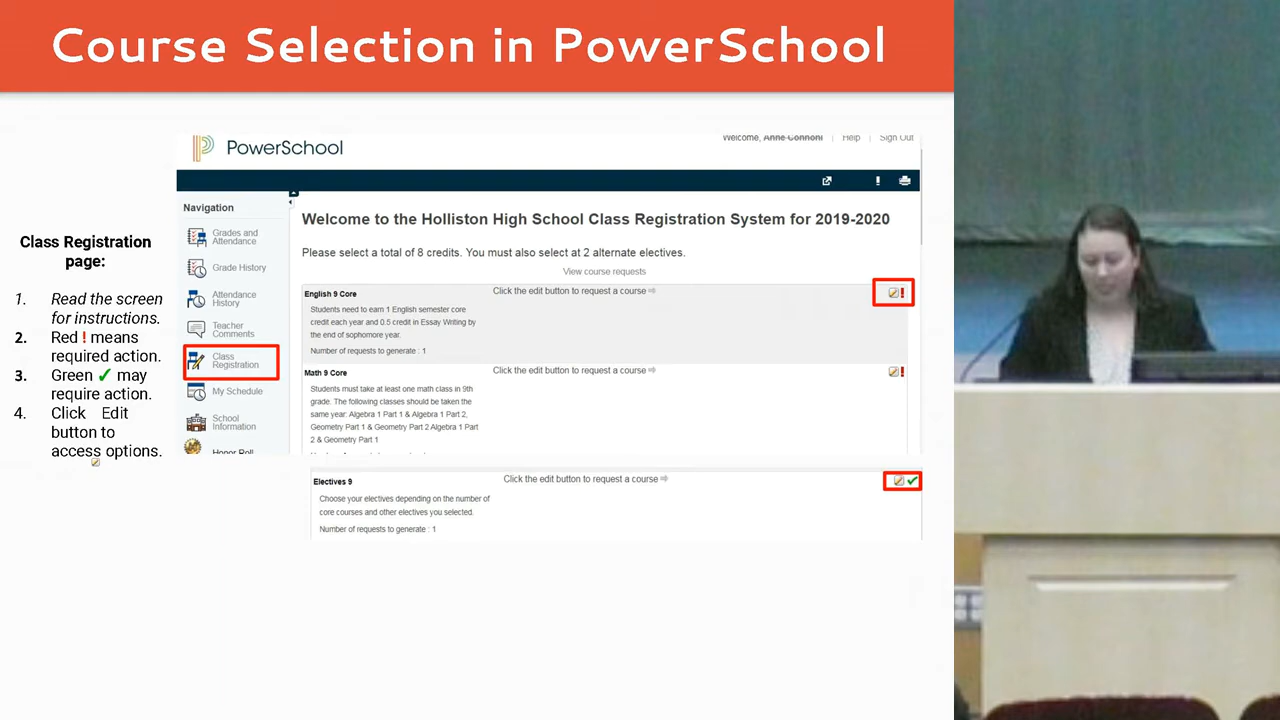 Course Selection in PowerSchool
PowerSchool
Welcome,
Help
Sign Out
Navigation
Grades and
Attendance
Grade History
Attendance
History
Teacher
Comments
Class
Registration
My Schedule
School
Information
Honor Roll
Class Registration
page:
1. Read the screen
for instructions.
2. Red ! means
required action.
3. Green ✓ may
require action.
4. Click Edit
button to
access options.
Welcome to the Holliston High School Class Registration System for 2019-2020
Please select a total of 8 credits. You must also select at 2 alternate electives.
View course requests
English 9 Core
Click the edit button to request a course
Students need to earn 1 English semester core
credit each year and 0.5 credit in Essay Writing by
the end of sophomore year.
Number of requests to generate : 1
Math 9 Core
Click the edit button to request a course
Students must take at least one math class in 9th
grade. The following classes should be taken the
same year: Algebra 1 Part 1 & Algebra 1 Part 2,
Geometry Part 1 & Geometry Part 2 Algebra 1 Part
2 & Geometry Part 1
Electives 9
Click the edit button to request a course
Choose your electives depending on the number of
core courses and other electives you selected.
Number of requests to generate : 1